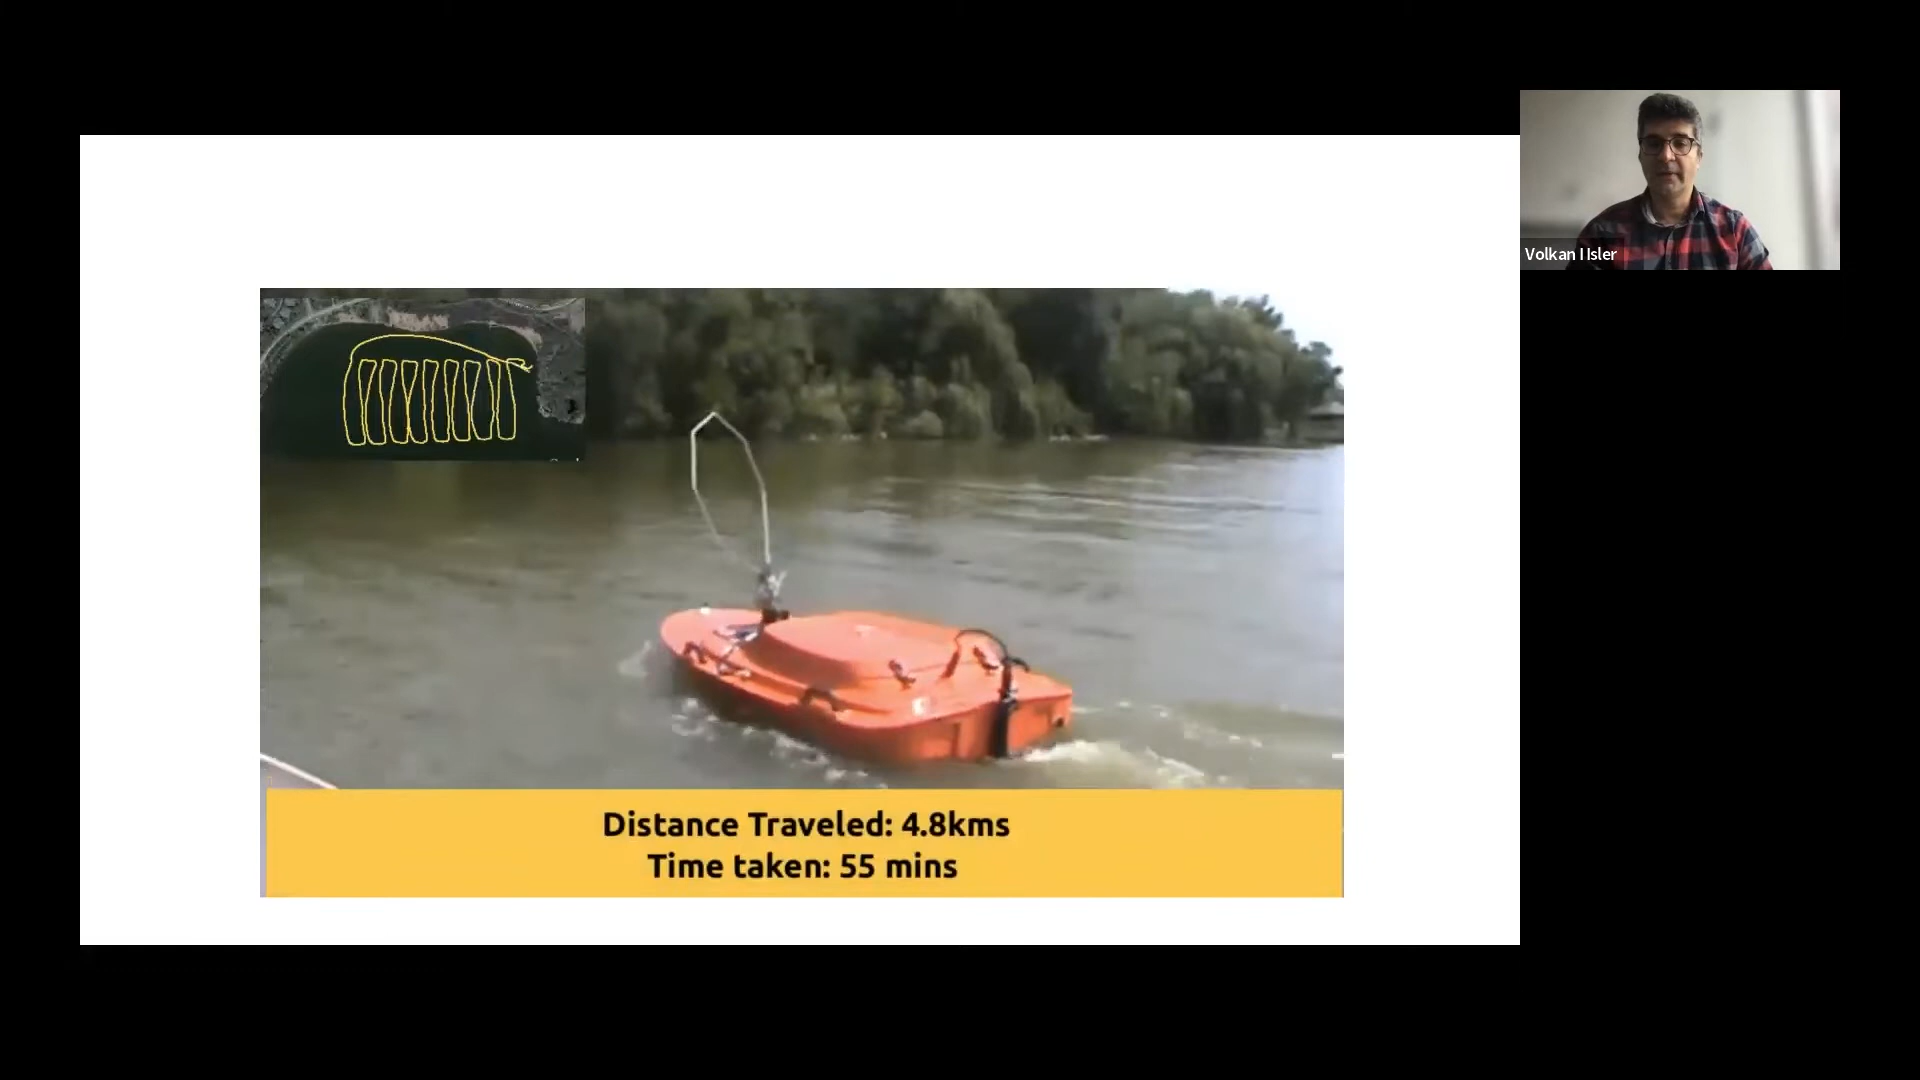 Volkan Isler
Distance Traveled: 4.8kms
Time taken: 55 mins